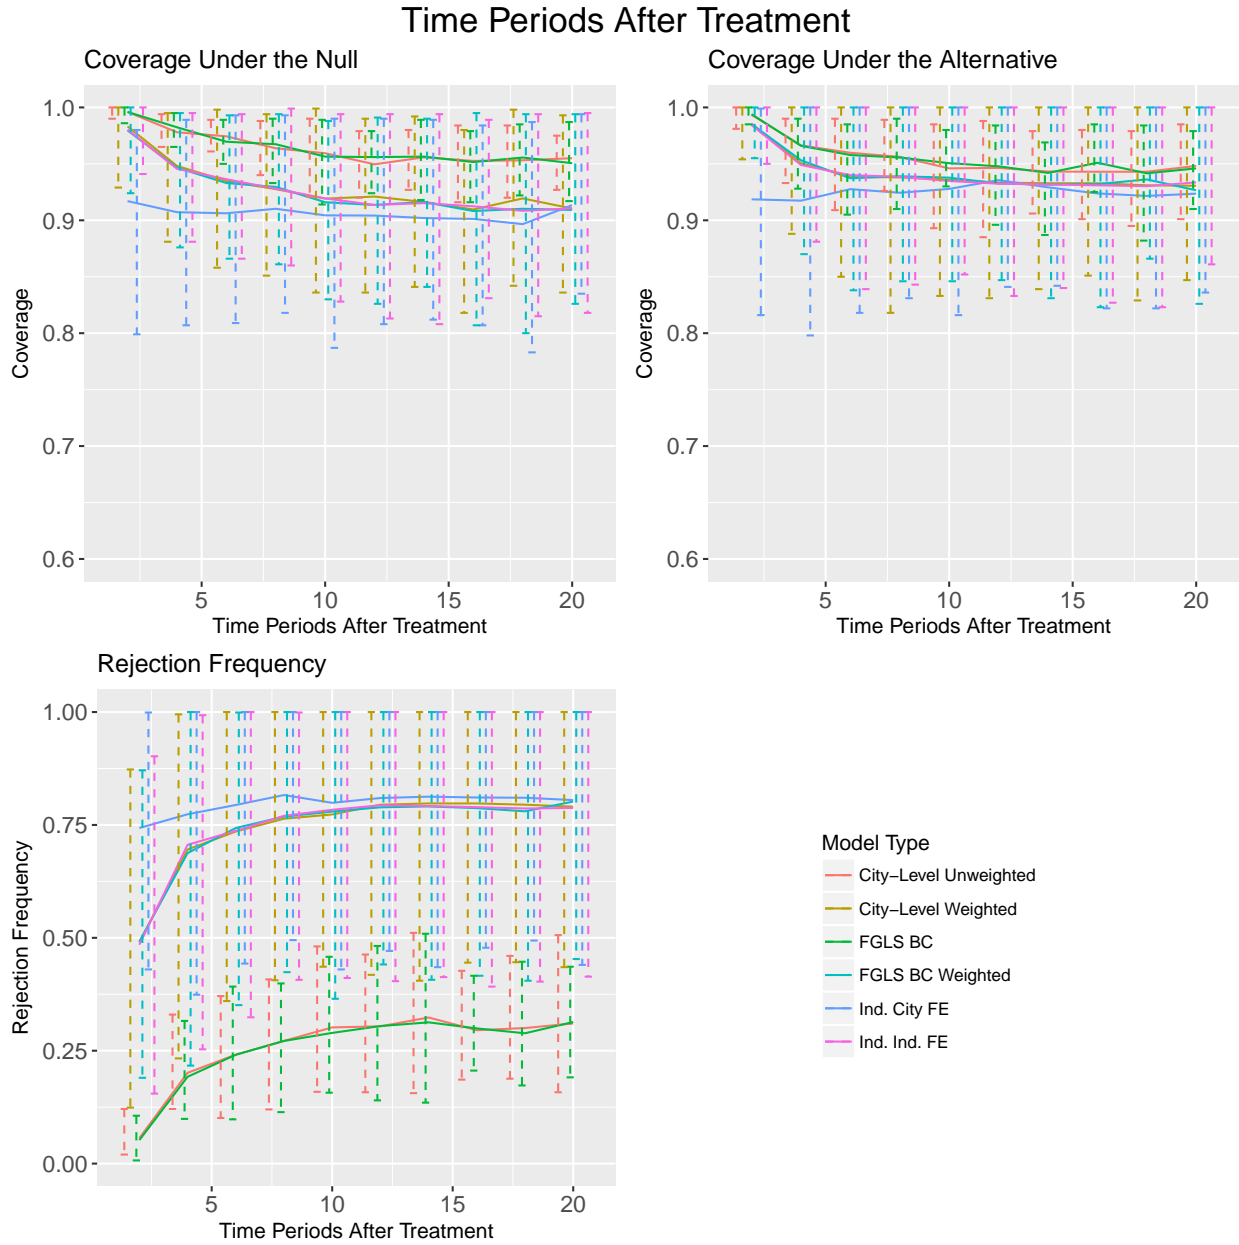 Time Periods After Treatment
Coverage Under the Null
Coverage
1.0
0.9
0.8
0.7
0.6
5 10 15 20
Time Periods After Treatment
Coverage Under the Alternative
Coverage
1.0
0.9
0.8
0.7
0.6
5 10 15 20
Time Periods After Treatment
Rejection Frequency
Rejection Frequency
1.00
0.75
0.50
0.25
0.00
5 10 15 20
Time Periods After Treatment
Model Type
City−Level Unweighted
City−Level Weighted
FGLS BC
FGLS BC Weighted
Ind. City FE
Ind. Ind. FE